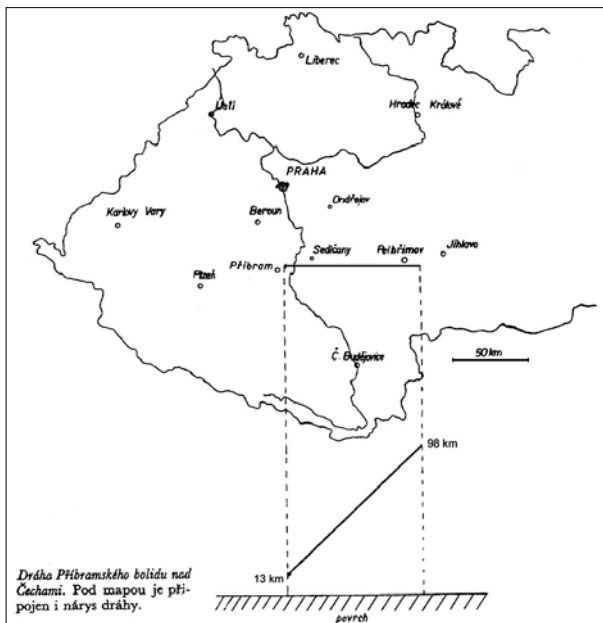 Liberec
Ústí
Hradec Králové
PRAHA
Ondřejov
Karlovy Vary
Beroun
Sedlčany
Pelhřimov
Jihlava
Příbram
Plzeň
Č. Budějovice
50 km
98 km
13 km
Dráha Příbramského bolidu nad
Čechami. Pod mapou je při-
pojen i nárys dráhy.
povrch